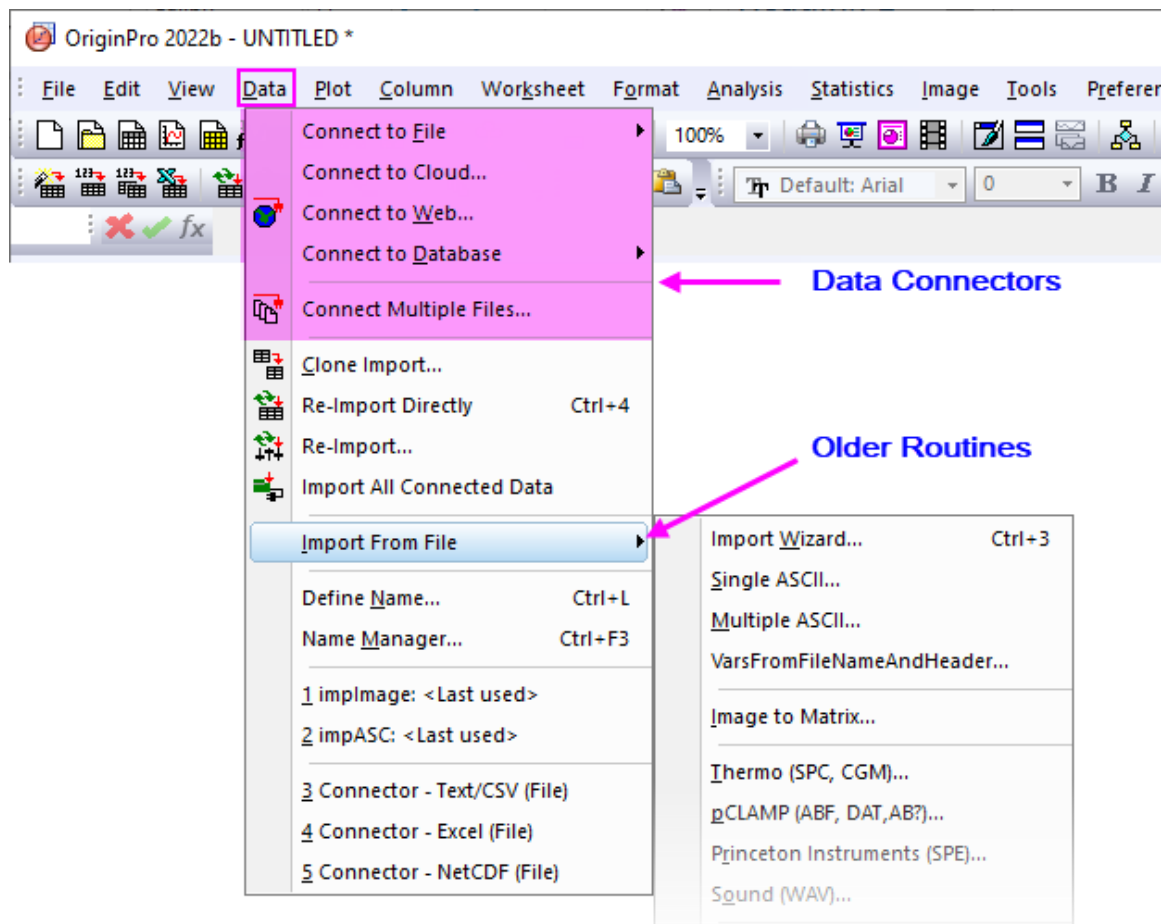 OriginPro 2022b - UNTITLED *
File Edit View Data Plot Column Worksheet Format Analysis Statistics Image Tools Preferer
Connect to File
100%
Connect to Cloud...
Default: Arial 0 B I
Connect to Web...
fx
Connect to Database
Data Connectors
Connect Multiple Files...
Clone Import...
Re-Import Directly Ctrl+4
Re-Import...
Older Routines
Import All Connected Data
Import From File
Import Wizard... Ctrl+3
Single ASCII...
Define Name... Ctrl+L
Multiple ASCII...
Name Manager... Ctrl+F3
VarsFromFileNameAndHeader...
1 impImage: <Last used>
Image to Matrix...
2 impASC: <Last used>
Thermo (SPC, CGM)...
3 Connector - Text/CSV (File)
pCLAMP (ABF, DAT,AB?)...
4 Connector - Excel (File)
Princeton Instruments (SPE)...
5 Connector - NetCDF (File)
Sound (WAV)...